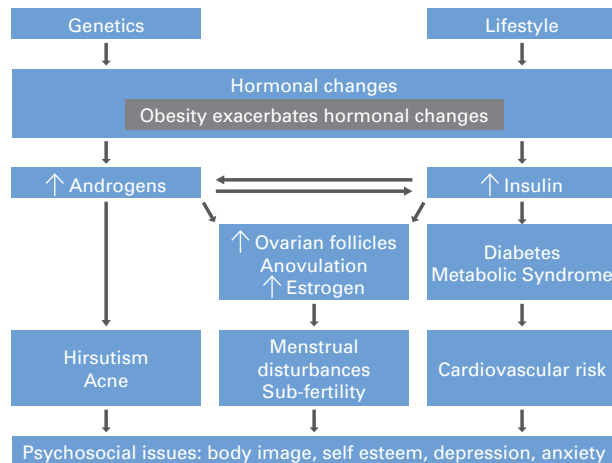 Genetics
Lifestyle
Hormonal changes
Obesity exacerbates hormonal changes
↑ Androgens
↑ Insulin
↑ Ovarian follicles
Anovulation
↑ Estrogen
Diabetes
Metabolic Syndrome
Hirsutism
Acne
Menstrual
disturbances
Sub-fertility
Cardiovascular risk
Psychosocial issues: body image, self esteem, depression, anxiety